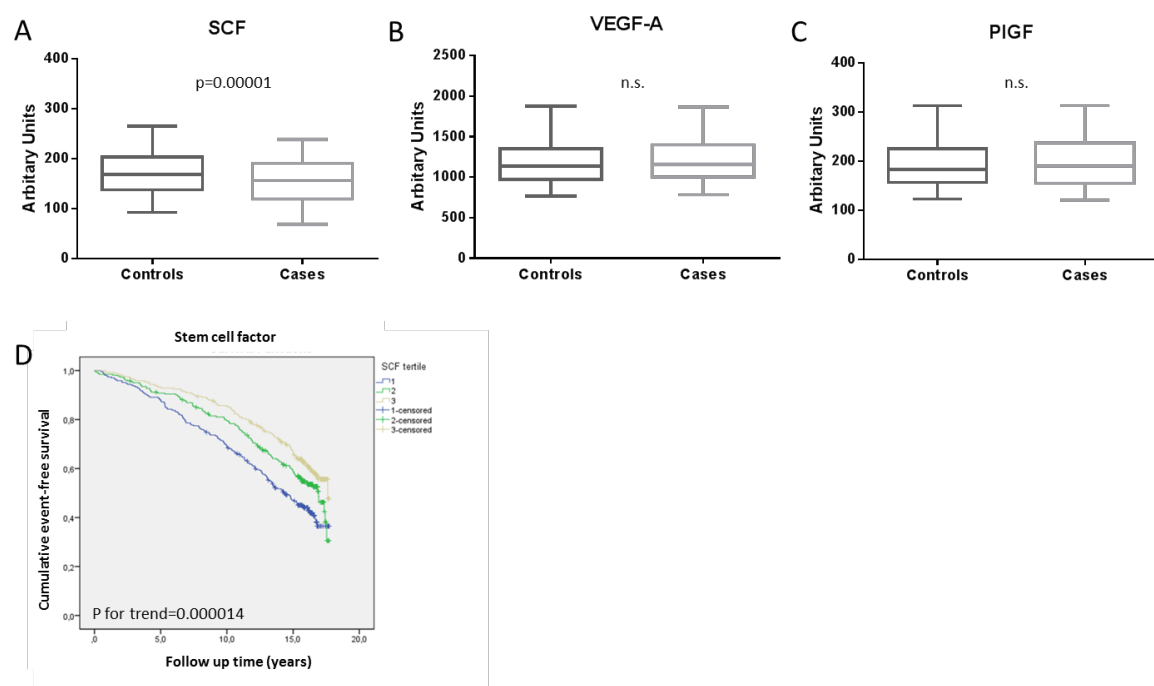 A
SCF
p=0.00001
400
300
200
100
0
Arbitary Units
Controls
Cases
B
VEGF-A
n.s.
2500
2000
1500
1000
500
0
Arbitary Units
Controls
Cases
C
PIGF
n.s.
400
300
200
100
0
Arbitary Units
Controls
Cases
D
Stem cell factor
SCF tertile
1
2
3
1-censored
2-censored
3-censored
1,0
0,8
0,6
0,4
0,2
0,0
Cumulative event-free survival
P for trend=0.000014
,0
5,0
10,0
15,0
20,0
Follow up time (years)